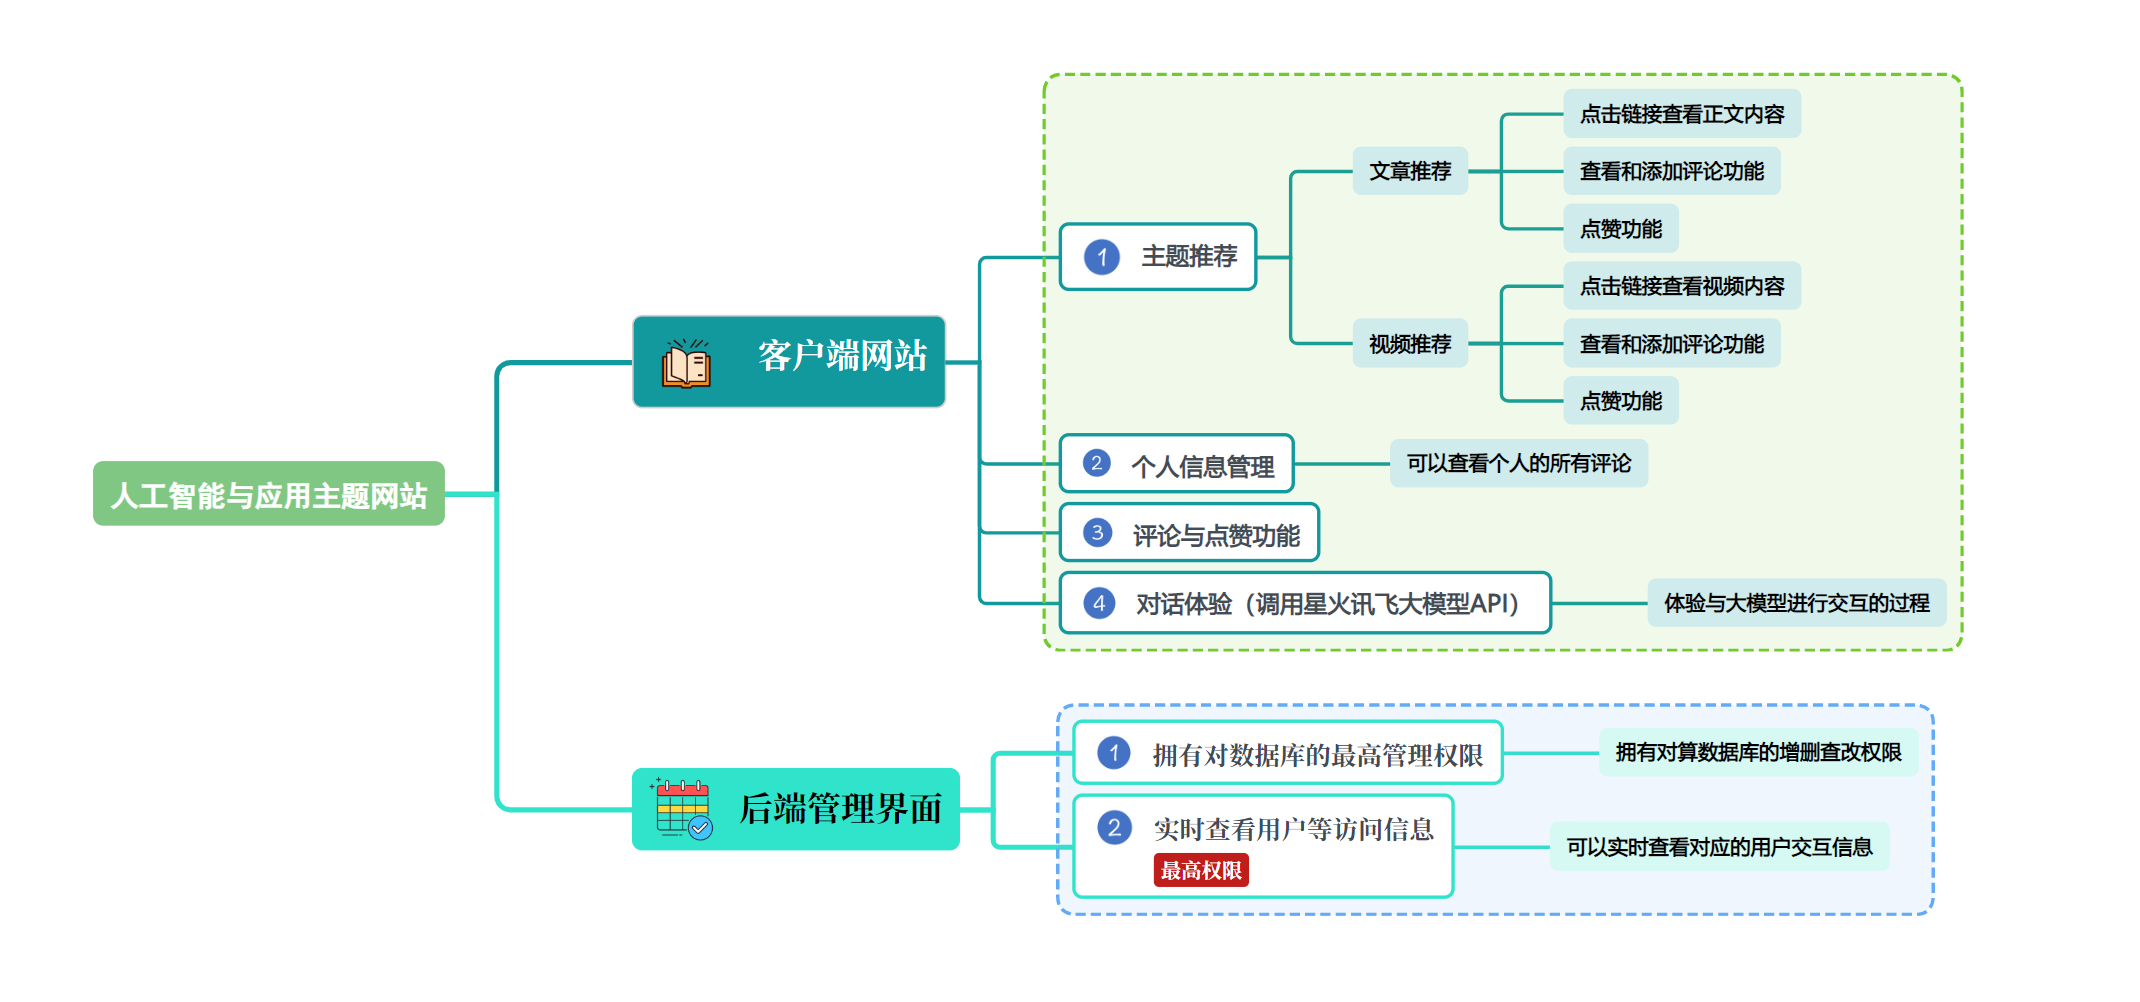 人工智能与应用主题网站
客户端网站
1 主题推荐
文章推荐
点击链接查看正文内容
查看和添加评论功能
点赞功能
视频推荐
点击链接查看视频内容
查看和添加评论功能
点赞功能
2 个人信息管理
可以查看个人的所有评论
3 评论与点赞功能
4 对话体验（调用星火讯飞大模型API）
体验与大模型进行交互的过程
后端管理界面
1 拥有对数据库的最高管理权限
拥有对算数据库的增删查改权限
2 实时查看用户等访问信息
最高权限
可以实时查看对应的用户交互信息